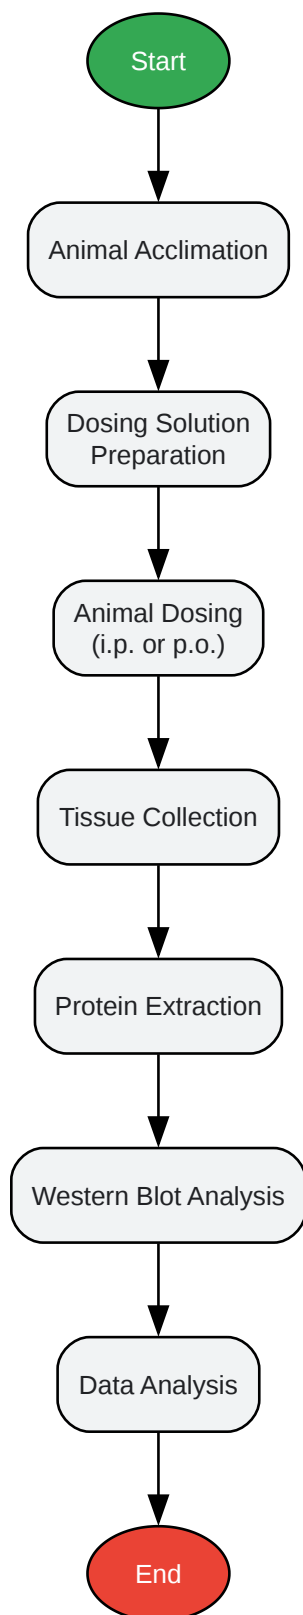 Start
Animal Acclimation
Dosing Solution
Preparation
Animal Dosing
(i.p. or p.o.)
Tissue Collection
Protein Extraction
Western Blot Analysis
Data Analysis
End